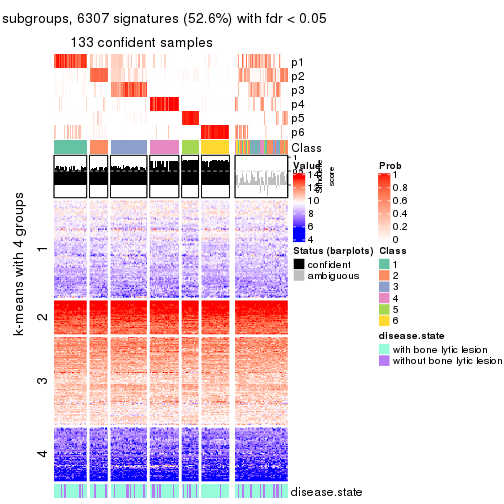 subgroups, 6307 signatures (52.6%) with fdr < 0.05
133 confident samples
p1
p2
p3
p4
p5
p6
Class
1
Value
14
12
10
8
6
4
Silhouette
score
Prob
1
0.8
0.6
0.4
0.2
0
Status (barplots)
confident
ambiguous
Class
1
2
3
4
5
6
disease.state
with bone lytic lesion
without bone lytic lesion
k-means with 4 groups
1
2
3
4
disease.state